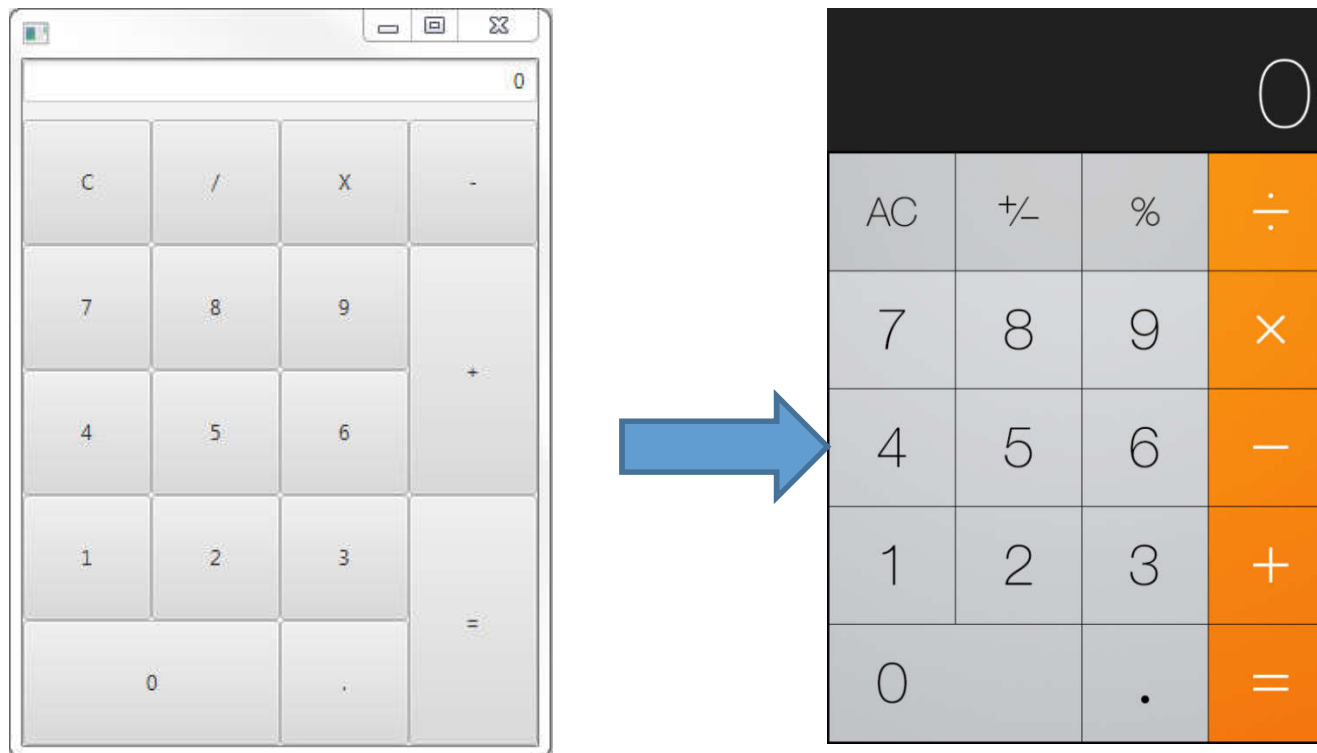 0
C / X -
7 8 9
+
4 5 6
1 2 3
=
0 .
0
AC +/- % ÷
7 8 9 ×
4 5 6 −
1 2 3 +
0 . =